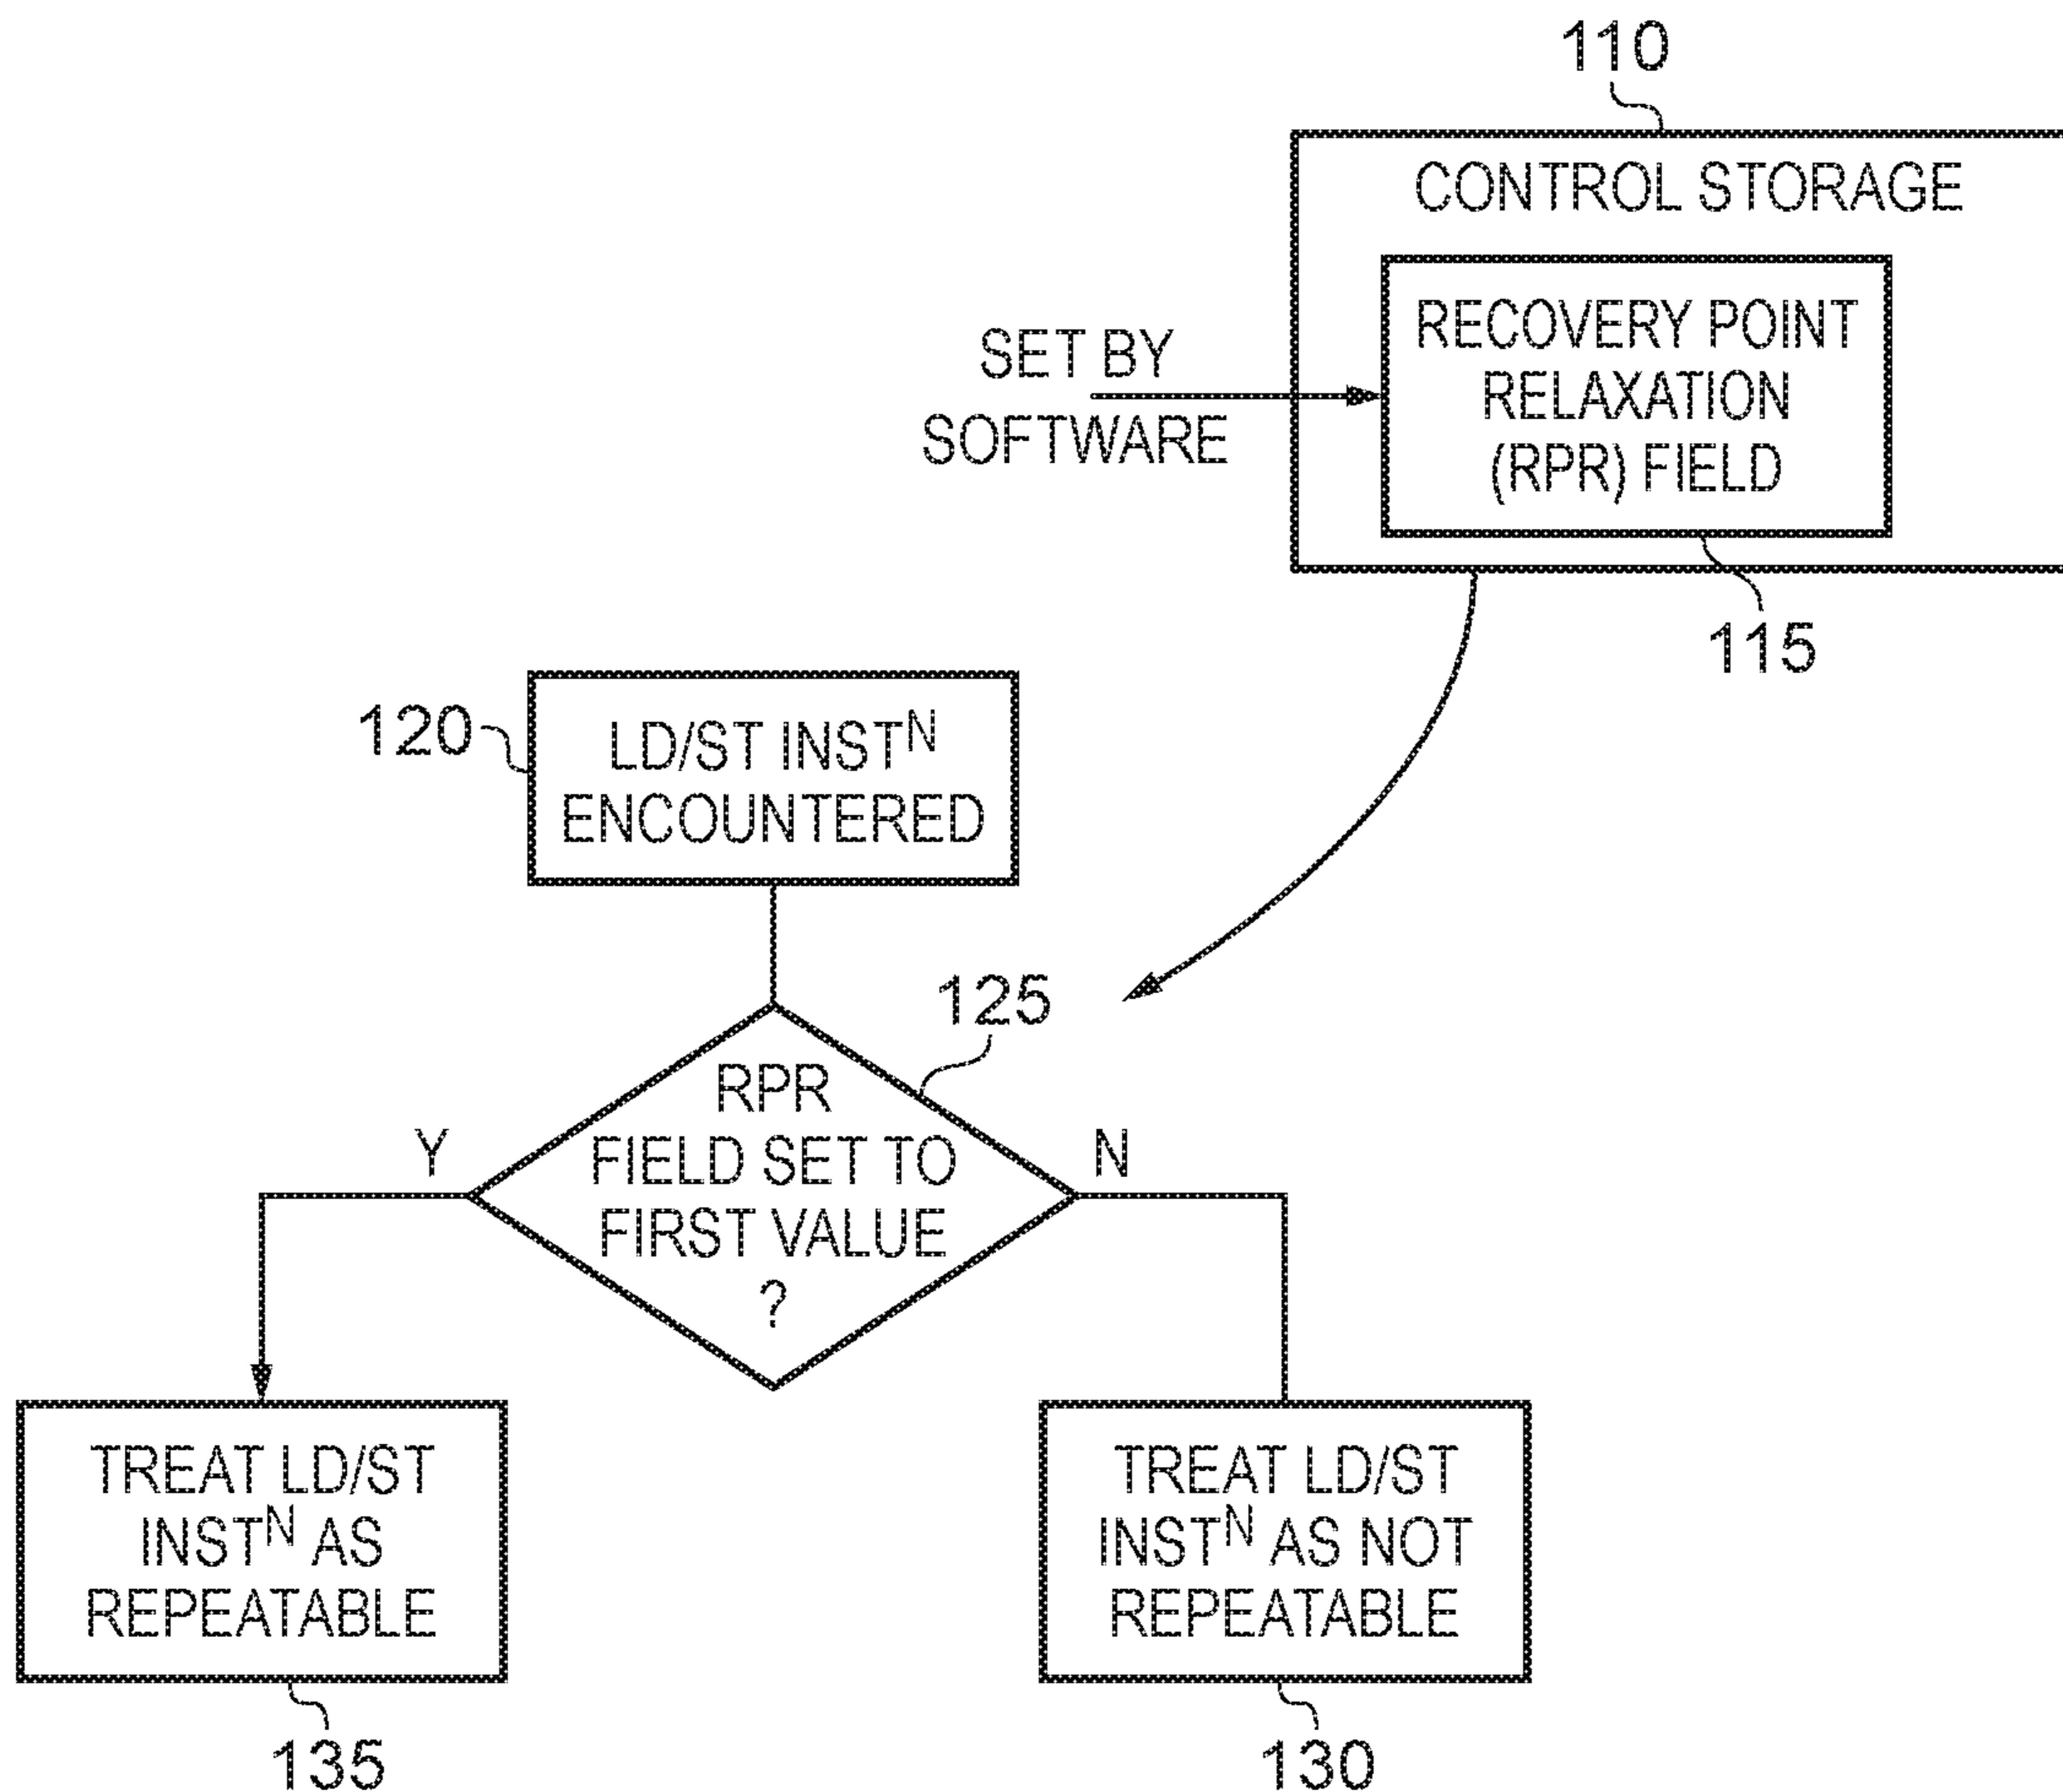 110
CONTROL STORAGE
RECOVERY POINT
RELAXATION
(RPR) FIELD
SET BY
SOFTWARE
115
120
LD/ST INSTᴺ
ENCOUNTERED
125
RPR
FIELD SET TO
FIRST VALUE
?
Y
N
TREAT LD/ST
INSTᴺ AS
REPEATABLE
TREAT LD/ST
INSTᴺ AS NOT
REPEATABLE
135
130